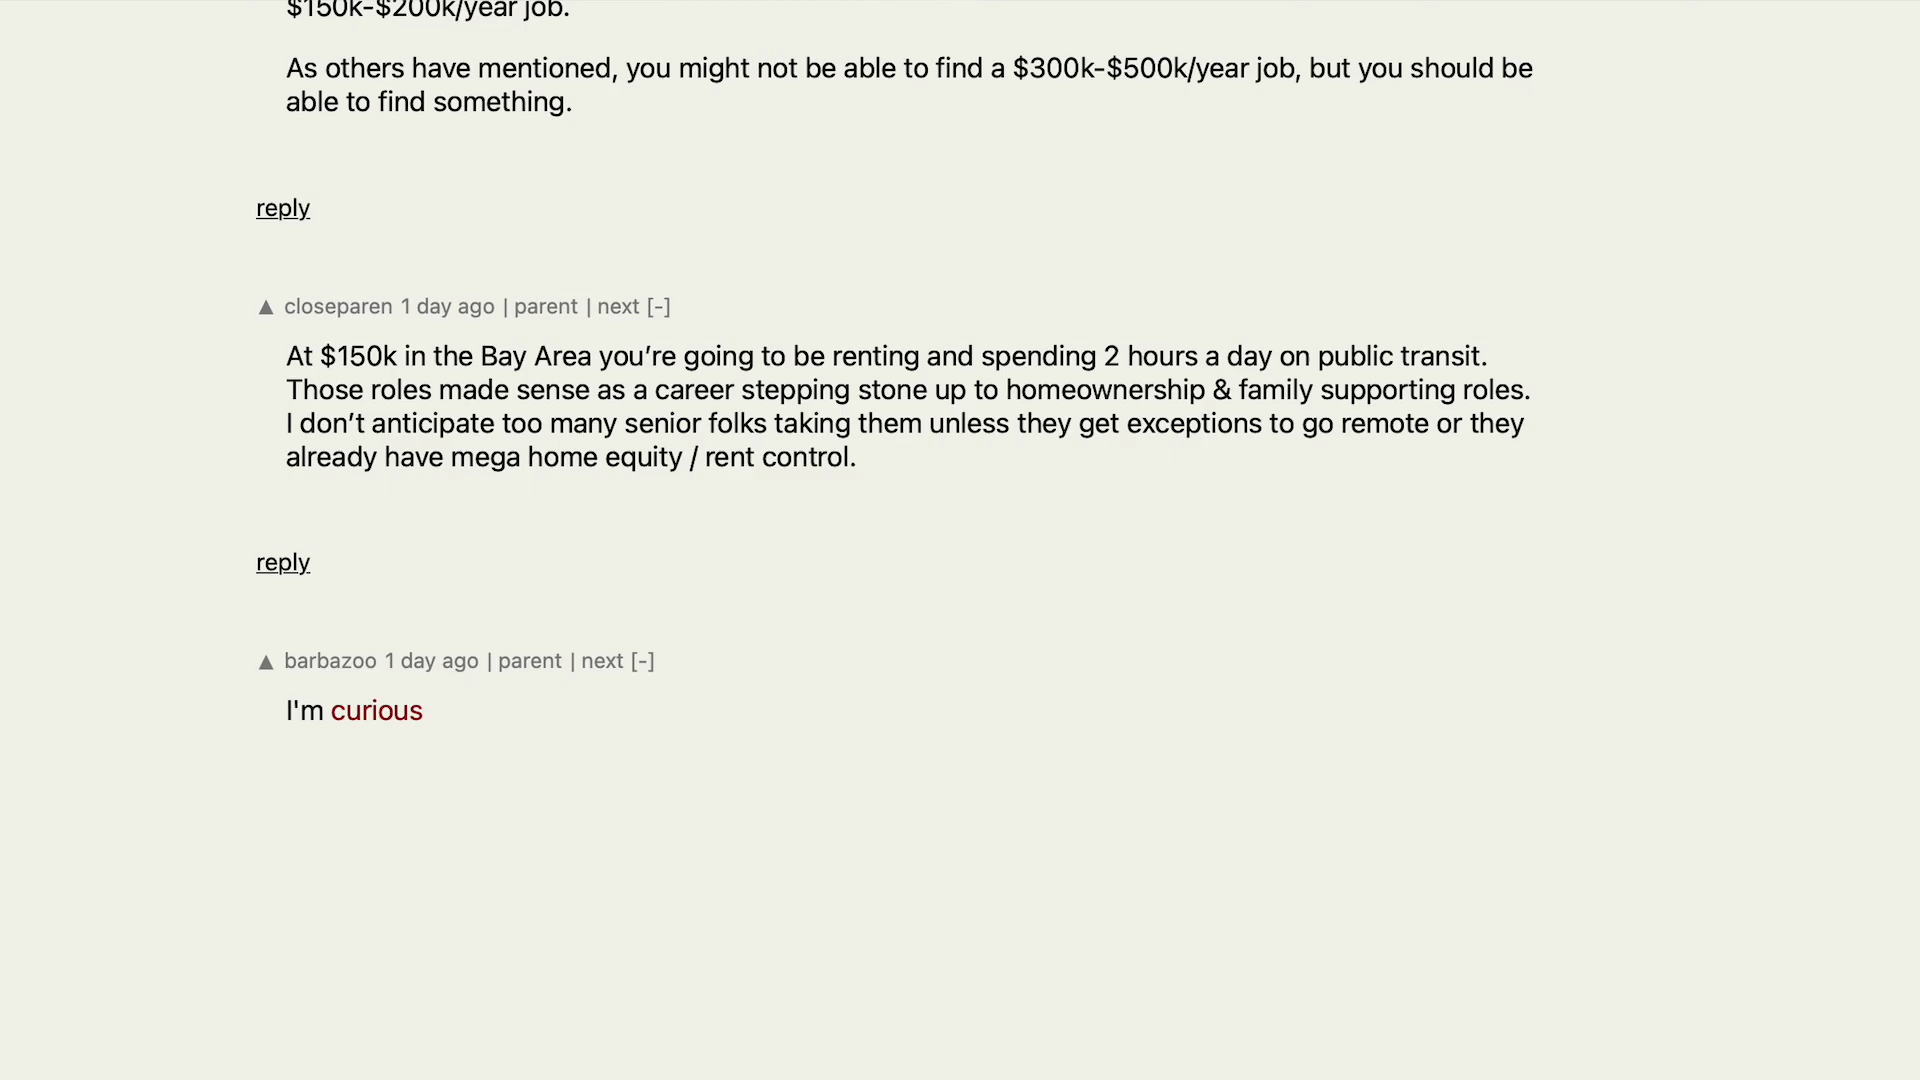 $150k-$200k/year job.
As others have mentioned, you might not be able to find a $300k-$500k/year job, but you should be
able to find something.
reply
▲ closeparen 1 day ago | parent | next [-]
At $150k in the Bay Area you’re going to be renting and spending 2 hours a day on public transit.
Those roles made sense as a career stepping stone up to homeownership & family supporting roles.
I don’t anticipate too many senior folks taking them unless they get exceptions to go remote or they
already have mega home equity / rent control.
reply
▲ barbazoo 1 day ago | parent | next [-]
I'm curious